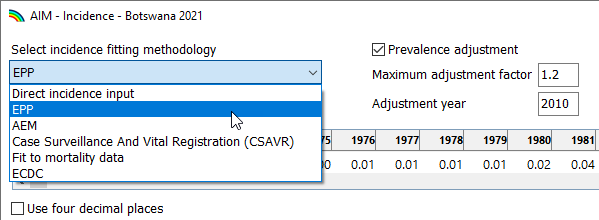 AIM - Incidence - Botswana 2021
Select incidence fitting methodology
Prevalence adjustment
EPP
Maximum adjustment factor 1.2
Direct incidence input
EPP
Adjustment year 2010
AEM
Case Surveillance And Vital Registration (CSAVR)
1976 1977 1978 1979 1980 1981
Fit to mortality data
0.01 0.01 0.01 0.01 0.02 0.04
ECDC
Use four decimal places